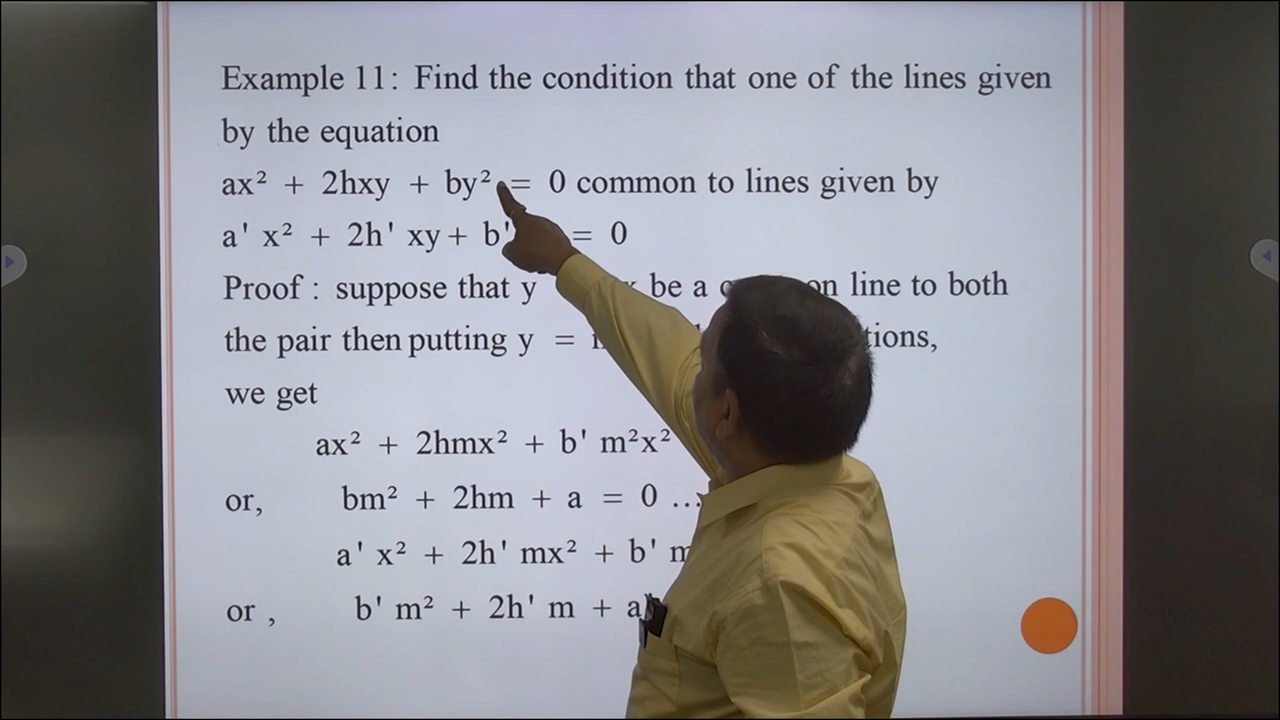 Example 11: Find the condition that one of the lines given
by the equation
ax² + 2hxy + by² = 0 common to lines given by
a' x² + 2h' xy + b' = 0
Proof : suppose that y be a line to both
the pair then putting y =
we get
ax² + 2hmx² + b' m²x²
or, bm² + 2hm + a = 0 ...
a' x² + 2h' mx² + b'
or , b' m² + 2h' m + a